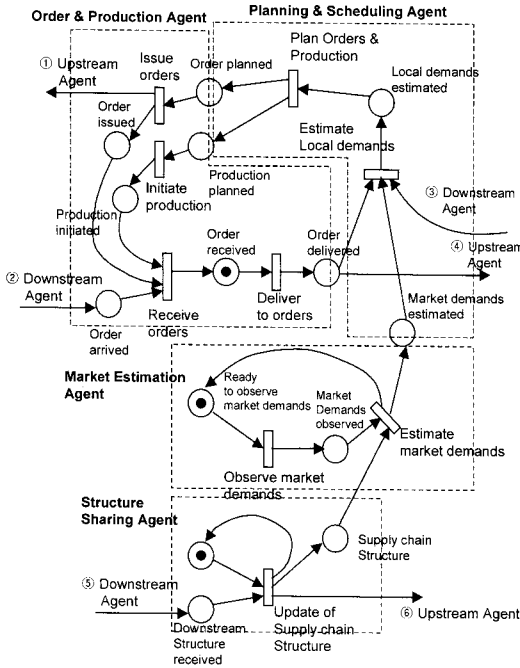 Order & Production Agent
Planning & Scheduling Agent
① Upstream
Agent
Issue
orders
Order planned
Plan Orders &
Production
Local demands
estimated
Order
issued
Estimate
Local demands
Initiate
production
Production
planned
③ Downstream
Agent
Production
initiated
Order
received
Order
delivered
④ Upstream
Agent
② Downstream
Agent
Deliver
to orders
Market demands
estimated
Order
arrived
Receive
orders
Market Estimation
Agent
Ready
to observe
market demands
Market
Demands
observed
Estimate
market demands
Observe market
demands
Structure
Sharing Agent
Supply chain
Structure
⑤ Downstream
Agent
⑥ Upstream Agent
Update of
Supply chain
Structure
Downstream
Structure
received